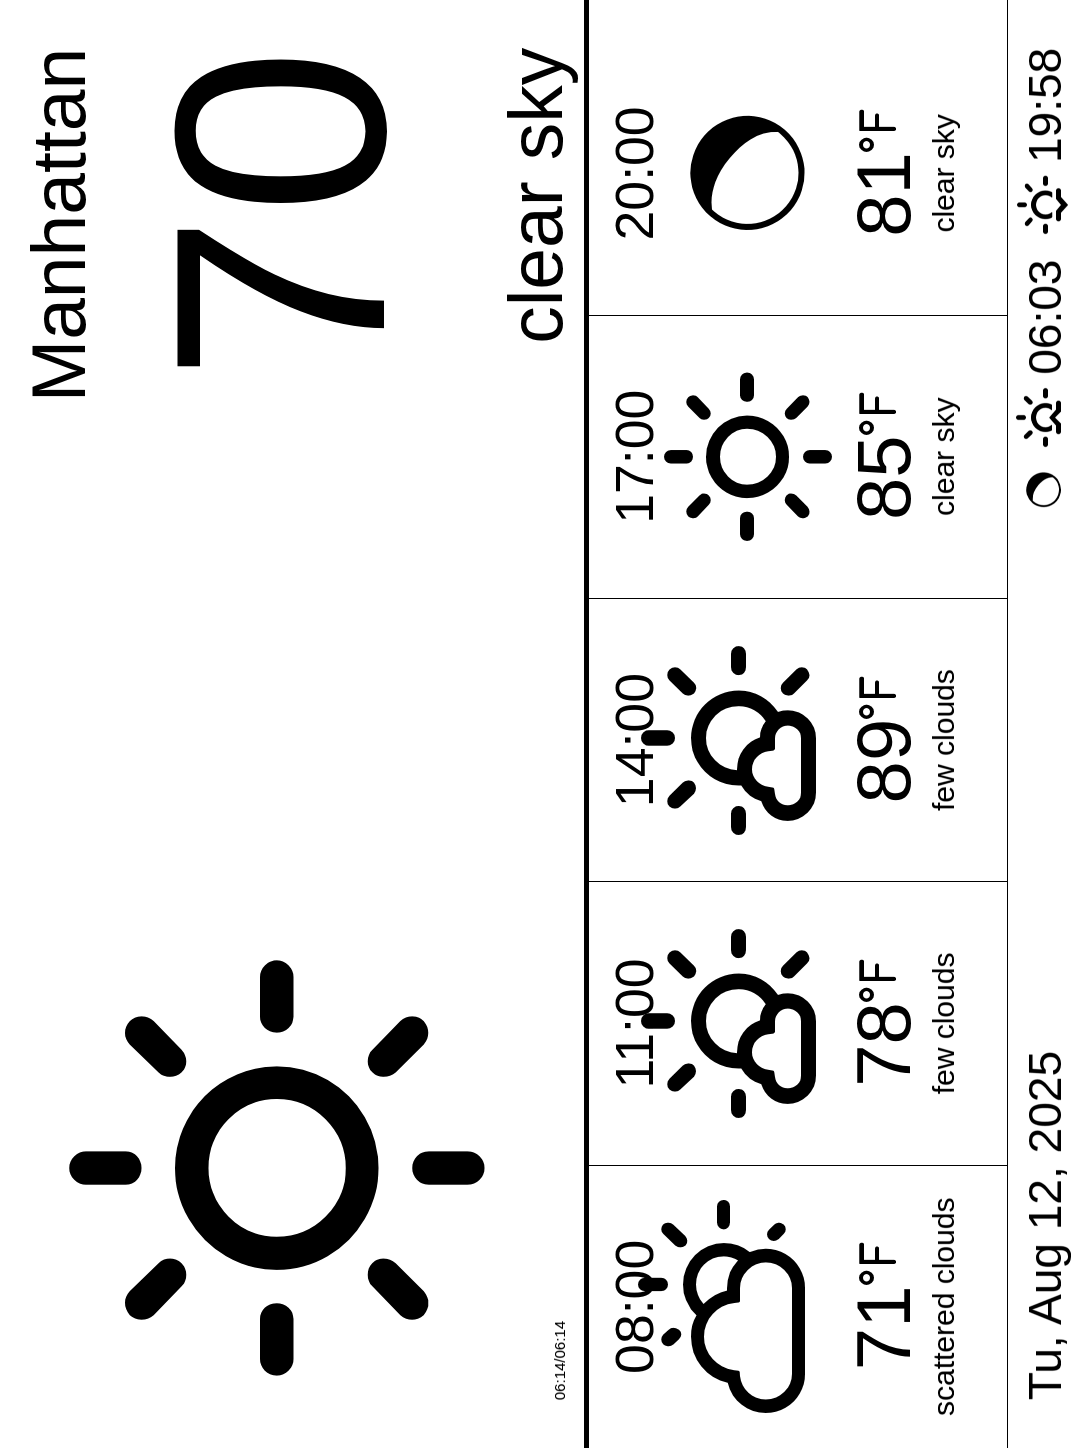 Manhattan
70
clear sky
06:14/06:14
08:00
71°F
scattered clouds
11:00
78°F
few clouds
14:00
89°F
few clouds
17:00
85°F
clear sky
20:00
81°F
clear sky
Tu, Aug 12, 2025
06:03 19:58